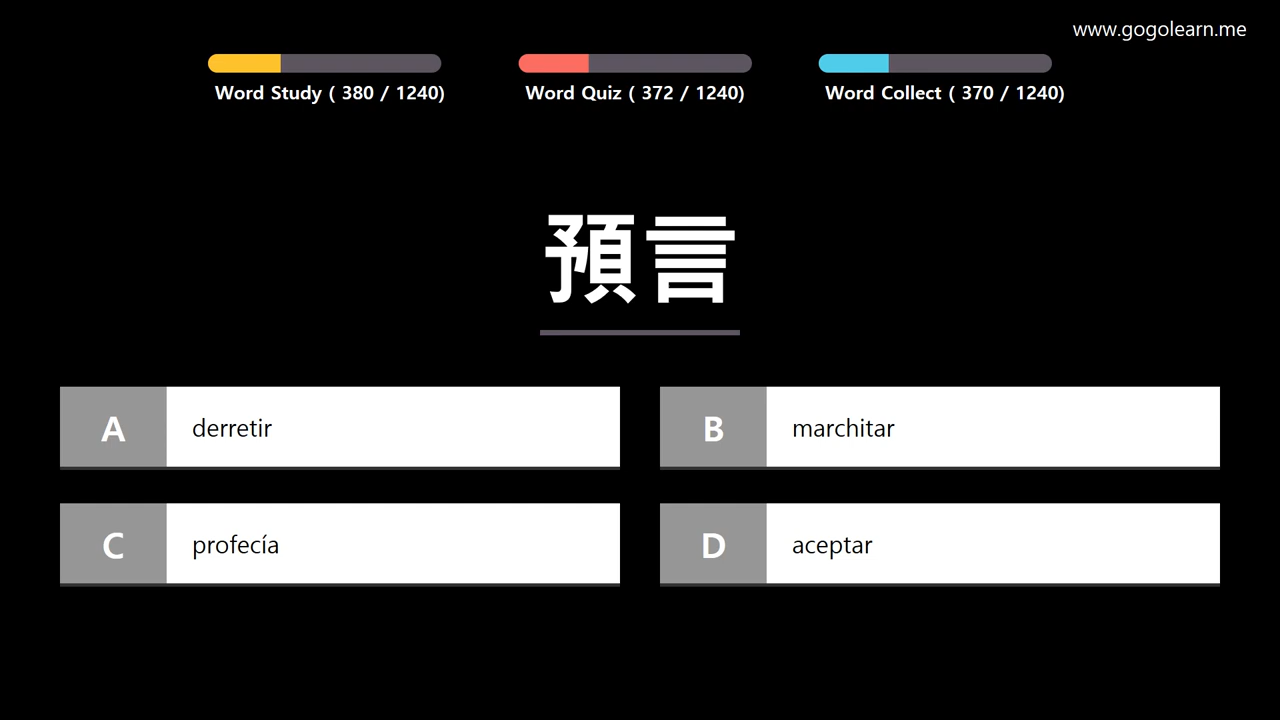 www.gogolearn.me
Word Study ( 380 / 1240)
Word Quiz ( 372 / 1240)
Word Collect ( 370 / 1240)
預言
A derretir
B marchitar
C profecía
D aceptar